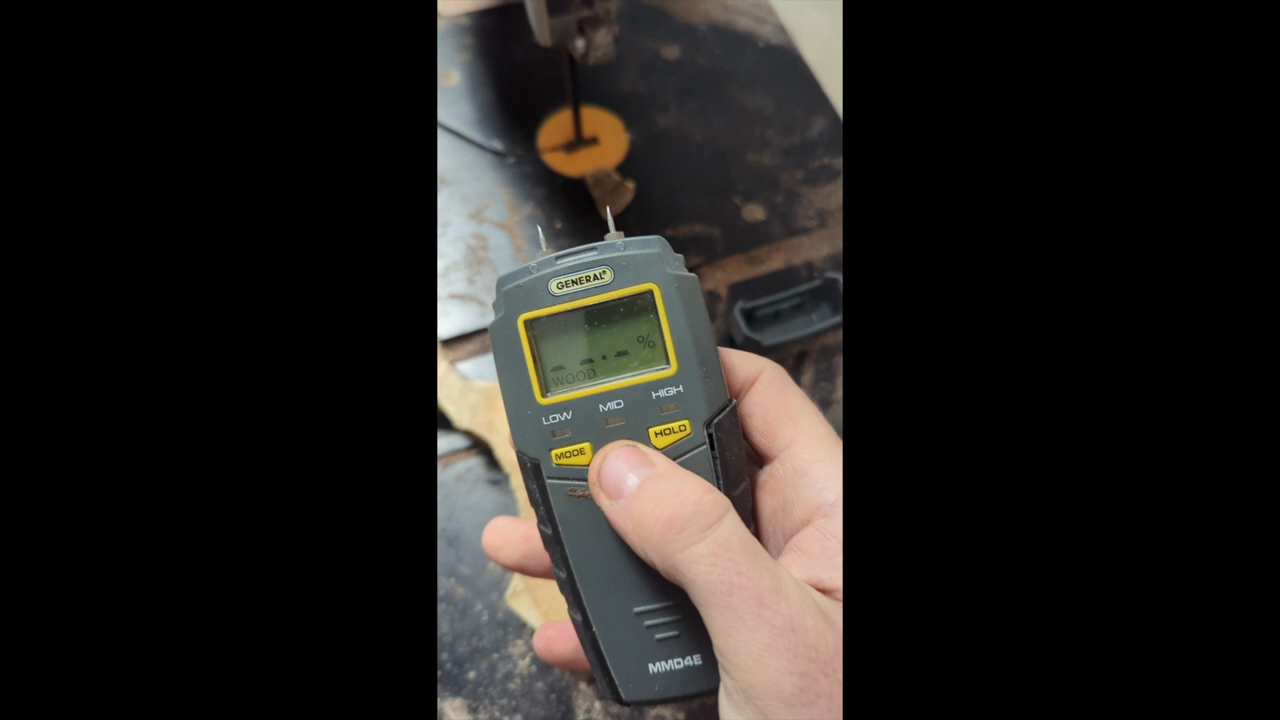 GENERAL®
%
WOOD
LOW MID HIGH
MODE HOLD
MMD4E